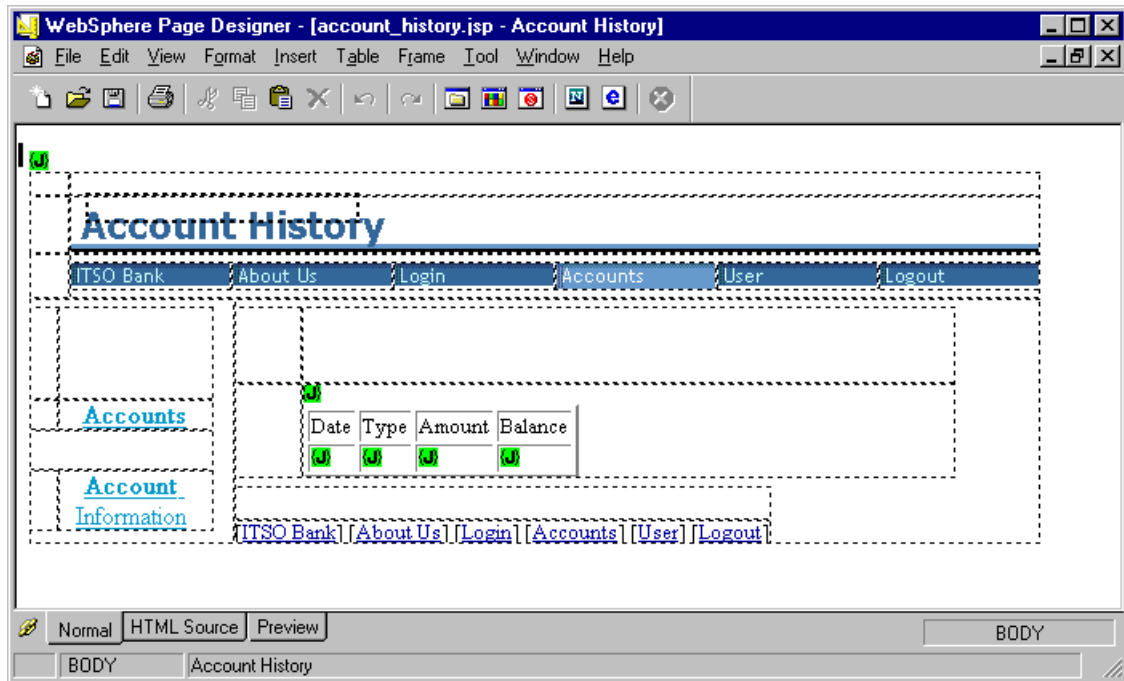 WebSphere Page Designer - [account_history.jsp - Account History]
File Edit View Format Insert Table Frame Tool Window Help
N e
{J}
Account History
ITSO Bank About Us Login Accounts User Logout
{J}
Accounts
Date Type Amount Balance
{J} {J} {J} {J}
Account
Information
[ITSO Bank] [About Us] [Login] [Accounts] [User] [Logout]
Normal HTML Source Preview BODY
BODY Account History